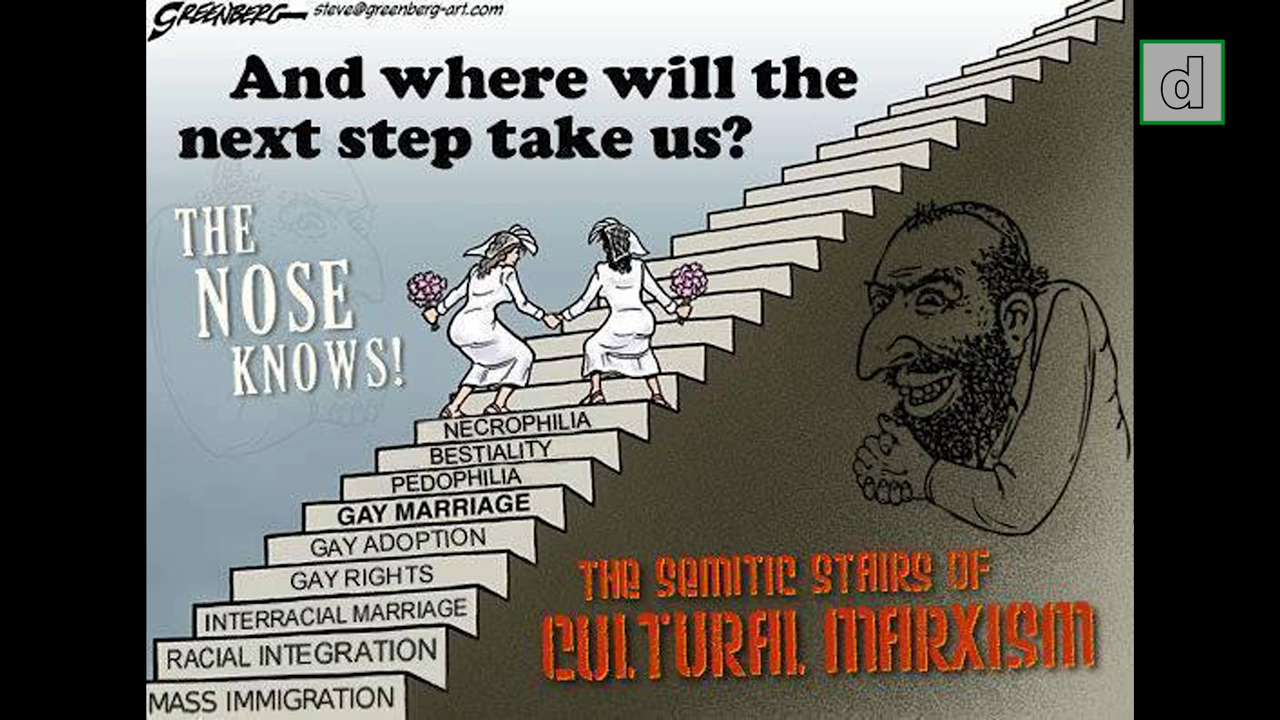 GREENBERG
steve@greenberg-art.com
And where will the
next step take us?
d
THE
NOSE
KNOWS!
NECROPHILIA
BESTIALITY
PEDOPHILIA
GAY MARRIAGE
GAY ADOPTION
GAY RIGHTS
INTERRACIAL MARRIAGE
RACIAL INTEGRATION
MASS IMMIGRATION
THE SEMITIC STAIRS OF
CULTURAL MARXISM